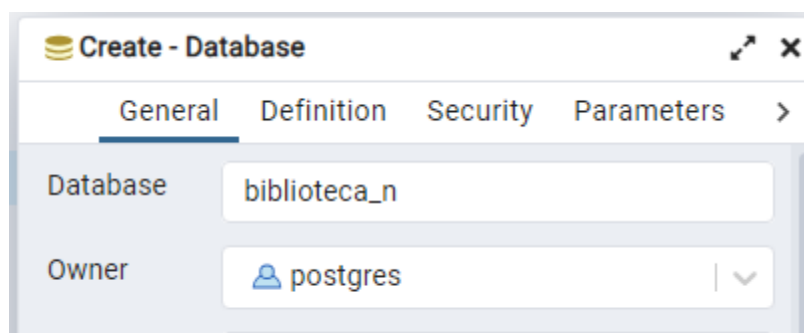 Create - Database
General Definition Security Parameters
Database biblioteca_n
Owner postgres